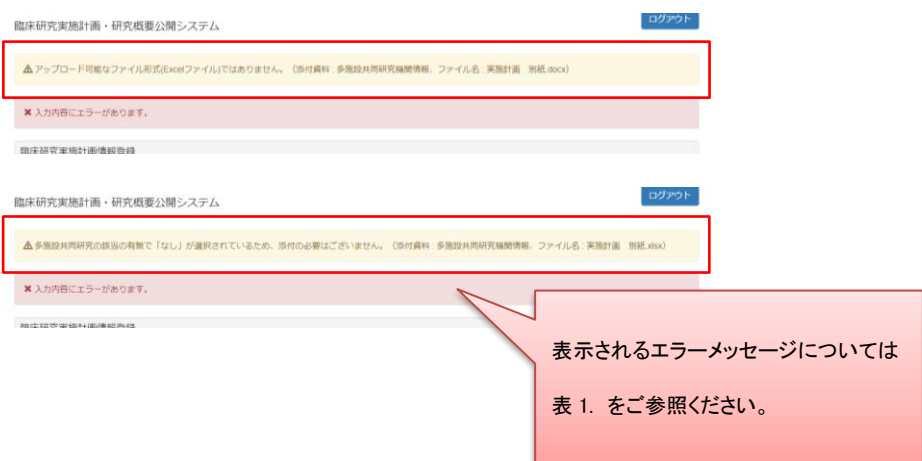 臨床研究実施計画・研究概要公開システム
ログアウト
アップロード可能なファイル形式(Excelファイル)ではありません。（添付資料：多施設共同研究機関情報、ファイル名：実施計画　別紙.docx）
入力内容にエラーがあります。
臨床研究実施計画情報登録
臨床研究実施計画・研究概要公開システム
ログアウト
多施設共同研究の該当の有無で「なし」が選択されているため、添付の必要はございません。（添付資料：多施設共同研究機関情報、ファイル名：実施計画　別紙.xlsx）
入力内容にエラーがあります。
臨床研究実施計画情報登録
表示されるエラーメッセージについては
表 1. をご参照ください。